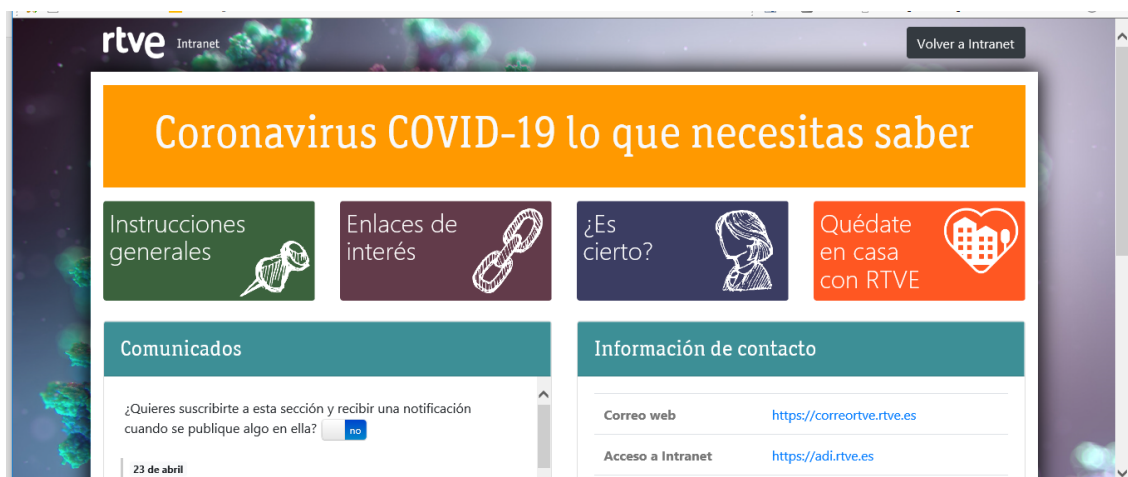 rtve Intranet
Volver a Intranet
Coronavirus COVID-19 lo que necesitas saber
Instrucciones
generales
Enlaces de
interés
¿Es
cierto?
Quédate
en casa
con RTVE
Comunicados
¿Quieres suscribirte a esta sección y recibir una notificación
cuando se publique algo en ella? no
23 de abril
Información de contacto
Correo web https://correortve.rtve.es
Acceso a Intranet https://adi.rtve.es